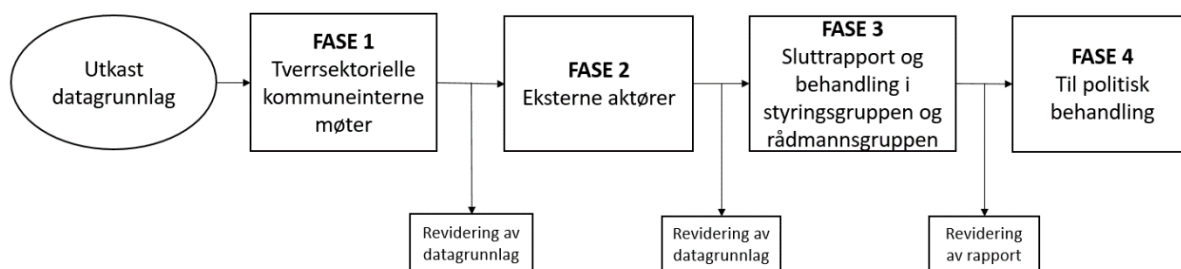 Utkast
datagrunnlag
FASE 1
Tverrsektorielle
kommuneinterne
møter
FASE 2
Eksterne aktører
FASE 3
Sluttrapport og
behandling i
styringsgruppen og
rådmannsgruppen
FASE 4
Til politisk
behandling
Revidering av
datagrunnlag
Revidering av
datagrunnlag
Revidering
av rapport